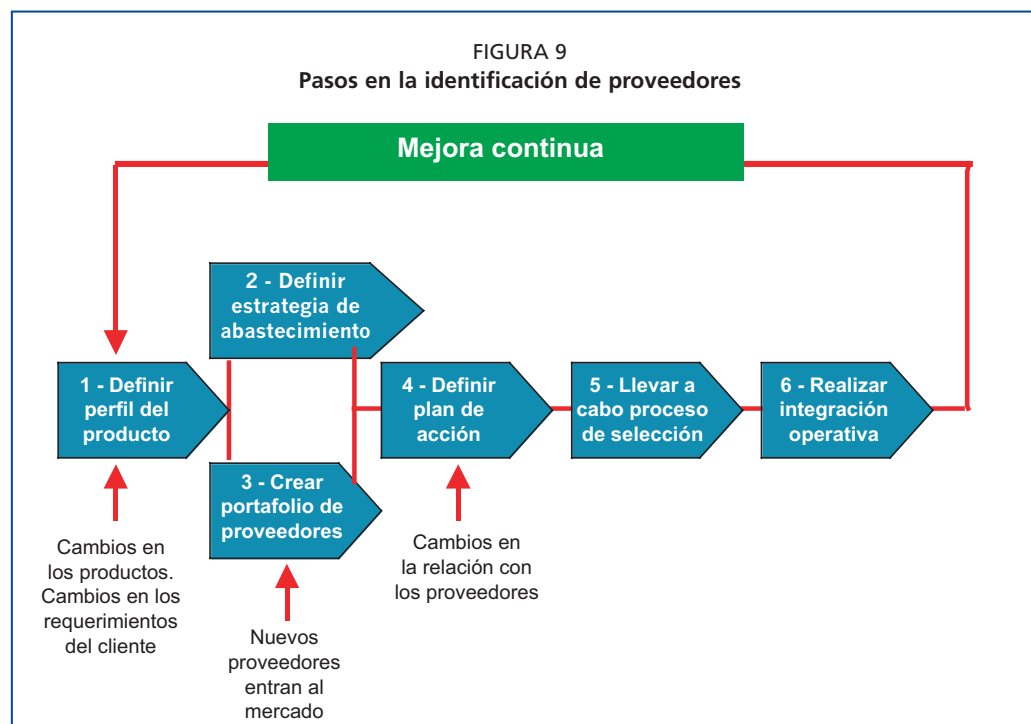 FIGURA 9
Pasos en la identificación de proveedores
Mejora continua
1 - Definir
perfil del
producto
2 - Definir
estrategia de
abastecimiento
3 - Crear
portafolio de
proveedores
4 - Definir
plan de
acción
5 - Llevar a
cabo proceso
de selección
6 - Realizar
integración
operativa
Cambios en
los productos.
Cambios en los
requerimientos
del cliente
Nuevos
proveedores
entran al
mercado
Cambios en
la relación con
los proveedores